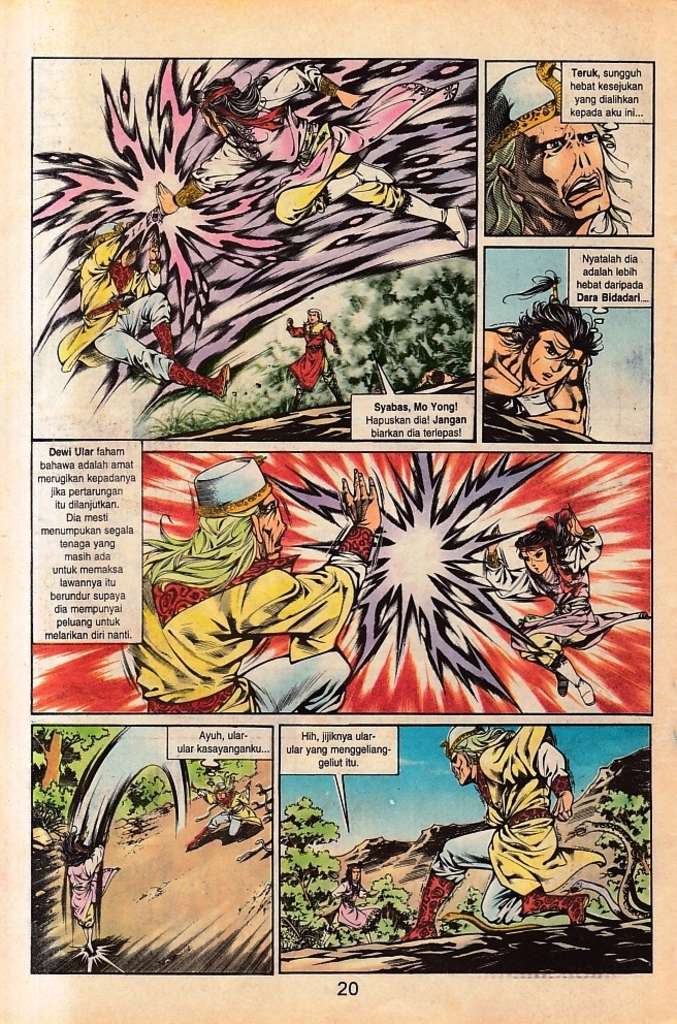 Teruk, sungguh
hebat kesejukan
yang dialihkan
kepada aku ini...
Nyatalah dia
adalah lebih
hebat daripada
Dara Bidadari....
Syabas, Mo Yong!
Hapuskan dia! Jangan
biarkan dia terlepas!
Dewi Ular faham
bahawa adalah amat
merugikan kepadanya
jika pertarungan
itu dilanjutkan.
Dia mesti
menumpukan segala
tenaga yang
masih ada
untuk memaksa
lawannya itu
berundur supaya
dia mempunyai
peluang untuk
melarikan diri nanti.
Ayuh, ular-
ular kasayanganku...
Hih, jijiknya ular-
ular yang menggeliang-
geliut itu.
20